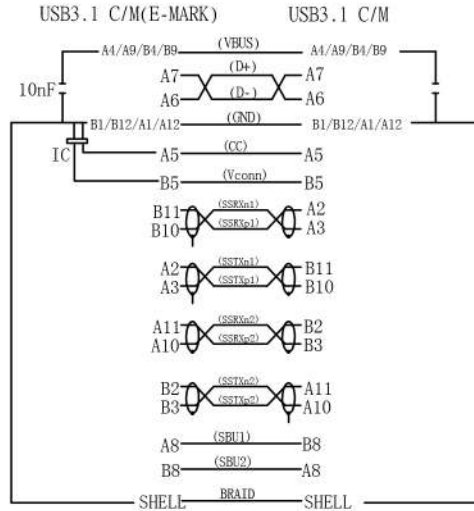 USB3.1 C/M(E-MARK) USB3.1 C/M
A4/A9/B4/B9 (VBUS) A4/A9/B4/B9
A7 (D+) A7
10nF
A6 (D-) A6
B1/B12/A1/A12 (GND) B1/B12/A1/A12
IC A5 (CC) A5
B5 (Vconn) B5
B11 (SSRXn1) A2
B10 (SSRXp1) A3
A2 (SSTXn1) B11
A3 (SSTXp1) B10
A11 (SSRXn2) B2
A10 (SSRXp2) B3
B2 (SSTXn2) A11
B3 (SSTXp2) A10
A8 (SBU1) B8
B8 (SBU2) A8
SHELL BRAID SHELL